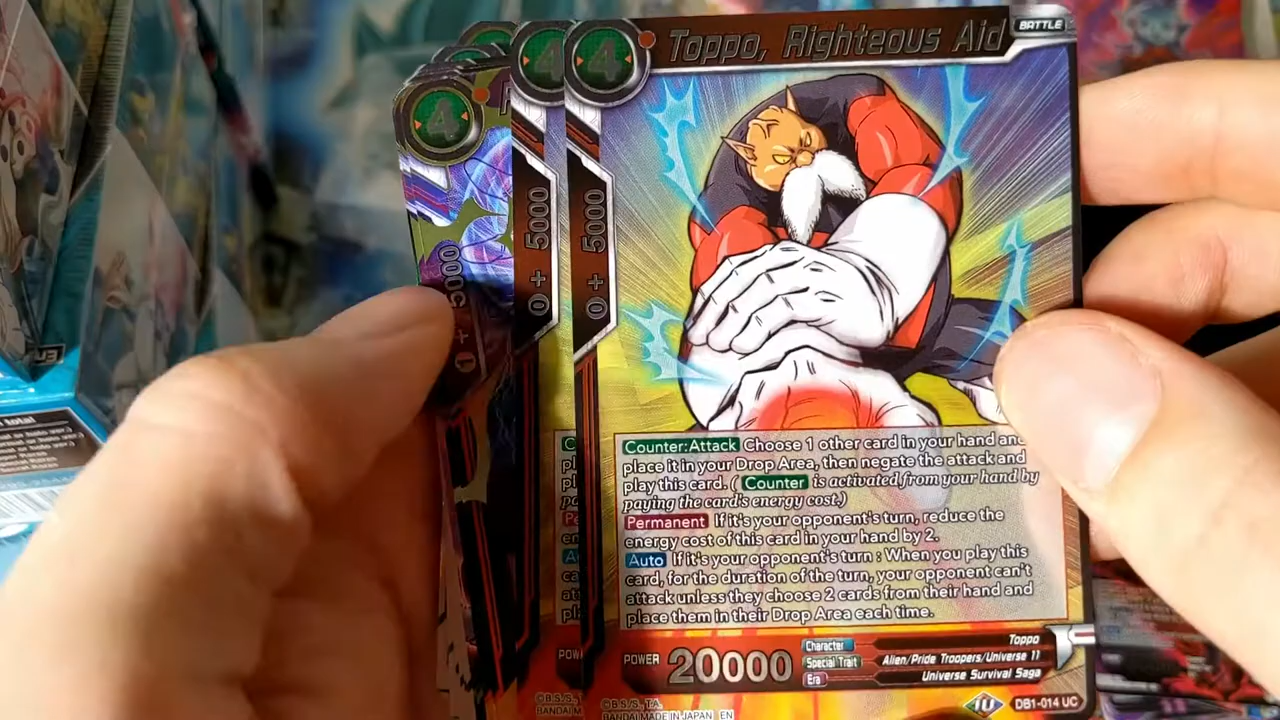 4
Toppo, Righteous Aid
BATTLE
0 + 5000
Counter:Attack Choose 1 other card in your hand and
place it in your Drop Area, then negate the attack and
play this card. ( Counter is activated from your hand by
paying the card's energy cost.)
Permanent If it's your opponent's turn, reduce the
energy cost of this card in your hand by 2.
Auto If it's your opponent's turn : When you play this
card, for the duration of the turn, your opponent can't
attack unless they choose 2 cards from their hand and
place them in their Drop Area each time.
POWER 20000
Character Toppo
Special Trait Alien/Pride Troopers/Universe 11
Era Universe Survival Saga
©B.S./S., T.A.
BANDAI MADE IN JAPAN EN
DB1-014 UC
4
0 + 5000
POW
©B.S./S., T
BANDAI
4
5000